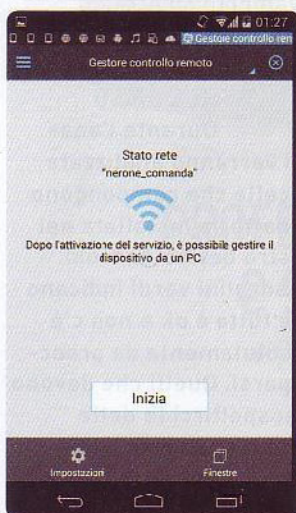 01:27
Gestore controllo rem
Gestore controllo remoto
Stato rete
"nerone_comanda"
Dopo l'attivazione del servizio, è possibile gestire il
dispositivo da un PC
Inizia
Impostazioni
Finestre